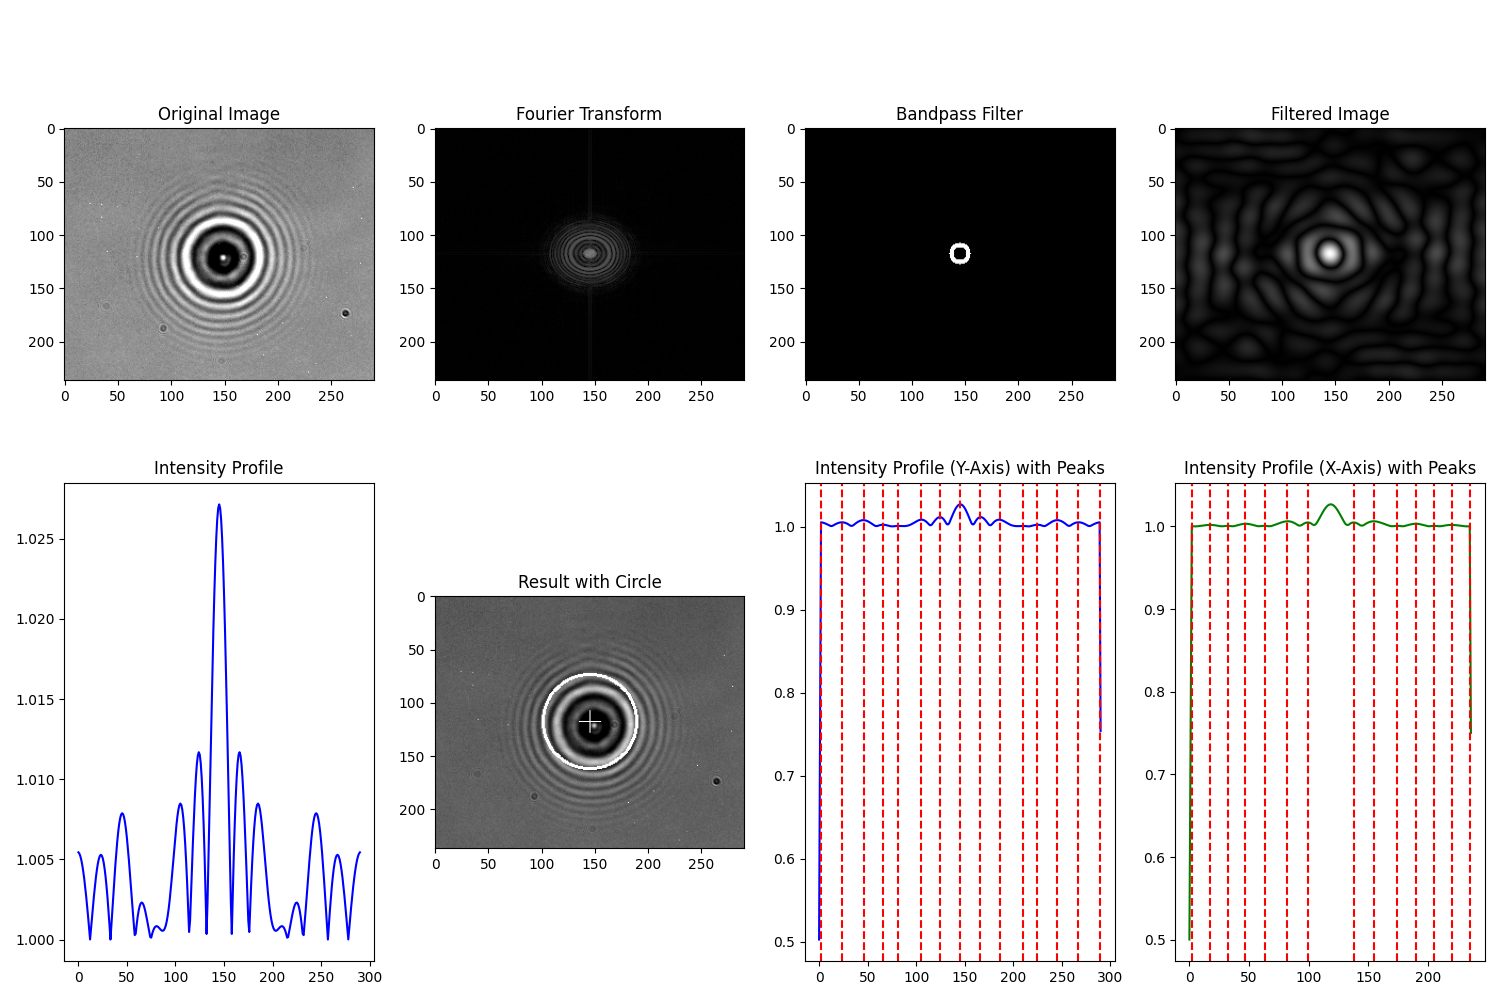 Original Image
Fourier Transform
Bandpass Filter
Filtered Image
0
50
100
150
200
0 50 100 150 200 250
0
50
100
150
200
0 50 100 150 200 250
0
50
100
150
200
0 50 100 150 200 250
0
50
100
150
200
0 50 100 150 200 250
Intensity Profile
1.025
1.020
1.015
1.010
1.005
1.000
0 50 100 150 200 250 300
Result with Circle
0
50
100
150
200
0 50 100 150 200 250
Intensity Profile (Y-Axis) with Peaks
1.0
0.9
0.8
0.7
0.6
0.5
0 50 100 150 200 250 300
Intensity Profile (X-Axis) with Peaks
1.0
0.9
0.8
0.7
0.6
0.5
0 50 100 150 200